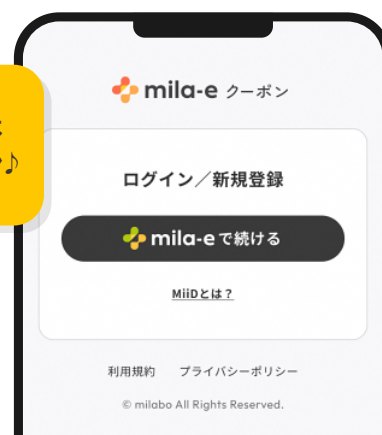 mila-e クーポン
ログイン／新規登録
mila-eで続ける
MiiDとは？
利用規約 プライバシーポリシー
© milabo All Rights Reserved.